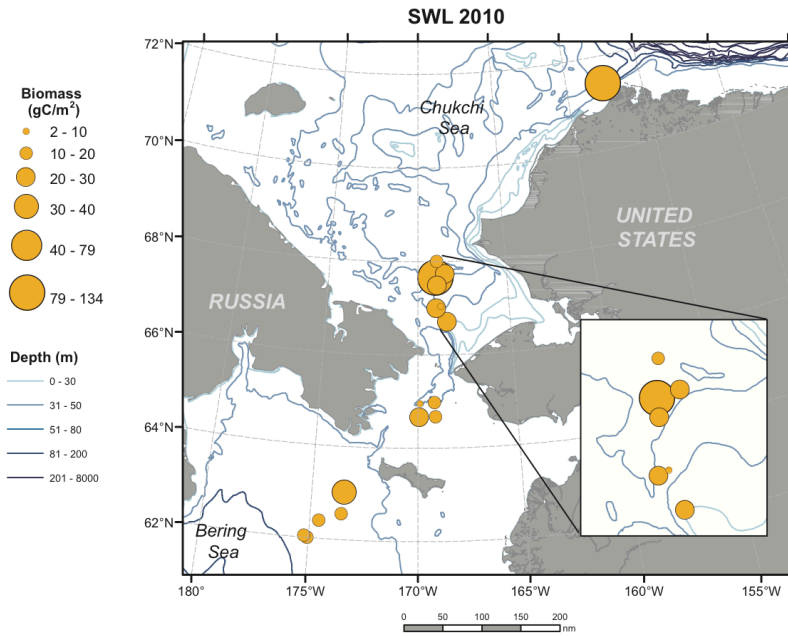 SWL 2010
72°N
70°N
68°N
66°N
64°N
62°N
Biomass
(gC/m²)
2 - 10
10 - 20
20 - 30
30 - 40
40 - 79
79 - 134
Depth (m)
0 - 30
31 - 50
51 - 80
81 - 200
201 - 8000
Chukchi
Sea
UNITED
STATES
RUSSIA
Bering
Sea
180°
175°W
170°W
165°W
160°W
155°W
0 50 100 150 200
nm